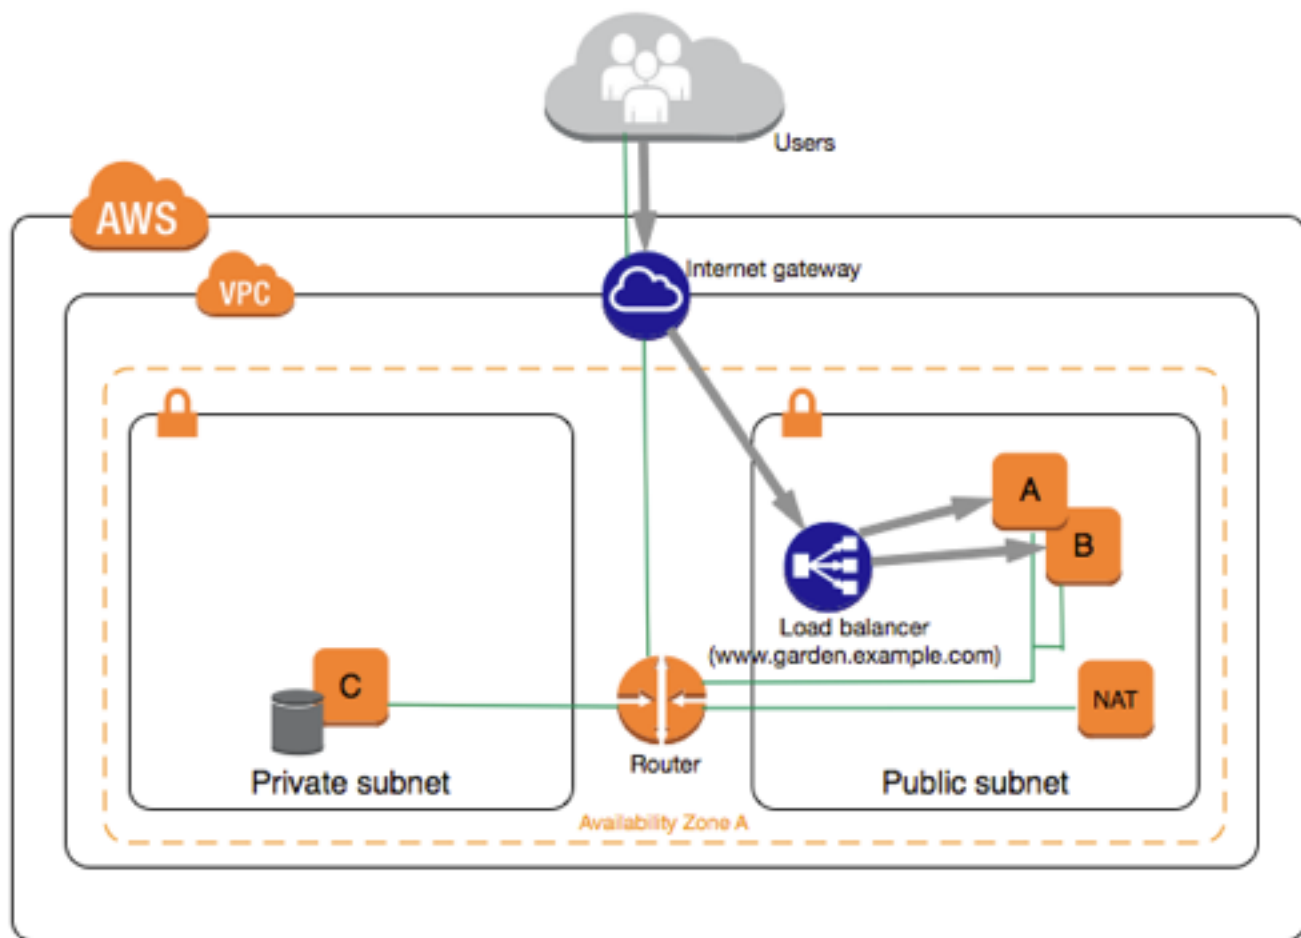 Users
AWS
VPC
Internet gateway
A
B
Load balancer
(www.garden.example.com)
C
NAT
Router
Private subnet
Public subnet
Availability Zone A